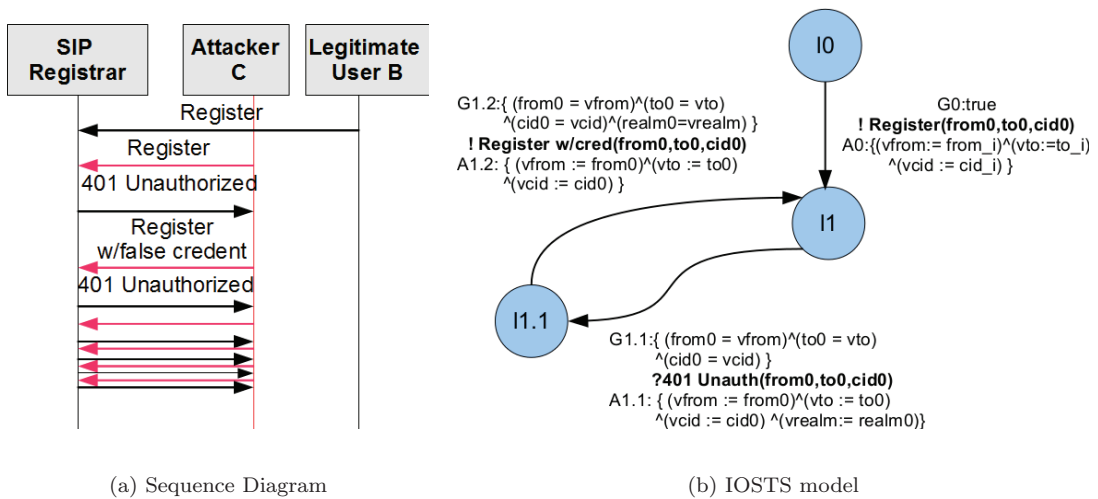 SIP
Registrar
Attacker
C
Legitimate
User B
Register
Register
401 Unauthorized
Register
w/false credent
401 Unauthorized
(a) Sequence Diagram
l0
G0:true
! Register(from0,to0,cid0)
A0:{(vfrom:= from_i)^(vto:=to_i)
^(vcid := cid_i) }
G1.2:{ (from0 = vfrom)^(to0 = vto)
^(cid0 = vcid)^(realm0=vrealm) }
! Register w/cred(from0,to0,cid0)
A1.2: { (vfrom := from0)^(vto := to0)
^(vcid := cid0) }
l1
l1.1
G1.1:{ (from0 = vfrom)^(to0 = vto)
^(cid0 = vcid) }
?401 Unauth(from0,to0,cid0)
A1.1: { (vfrom := from0)^(vto := to0)
^(vcid := cid0) ^(vrealm:= realm0)}
(b) IOSTS model